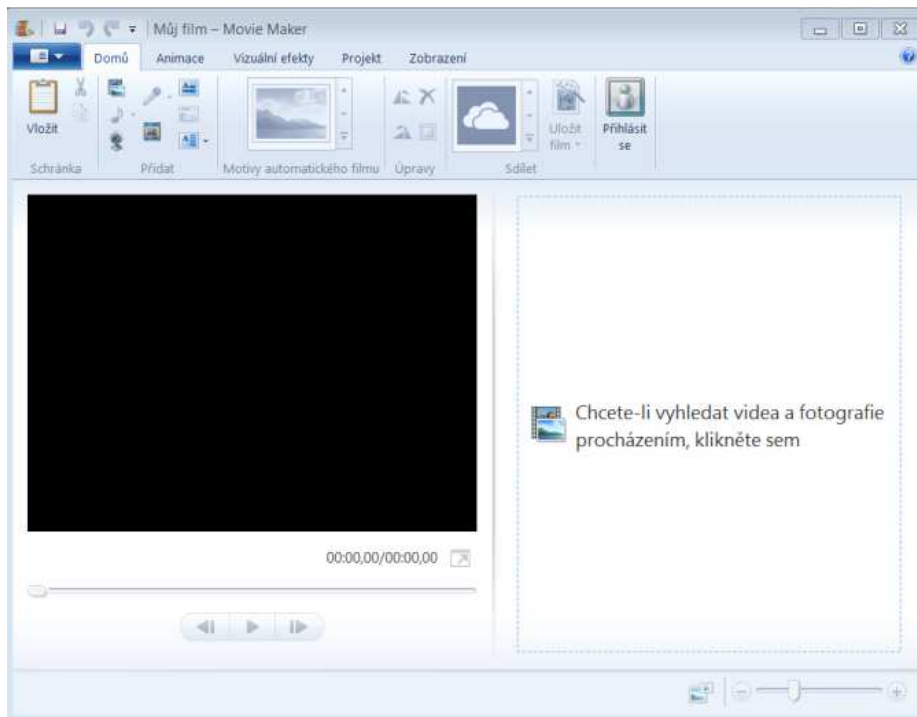 Můj film – Movie Maker
Domů Animace Vizuální efekty Projekt Zobrazení
Vložit
Uložit film
Přihlásit se
Schránka Přidat Motivy automatického filmu Úpravy Sdílet
Chcete-li vyhledat videa a fotografie
procházením, klikněte sem
00:00,00/00:00,00